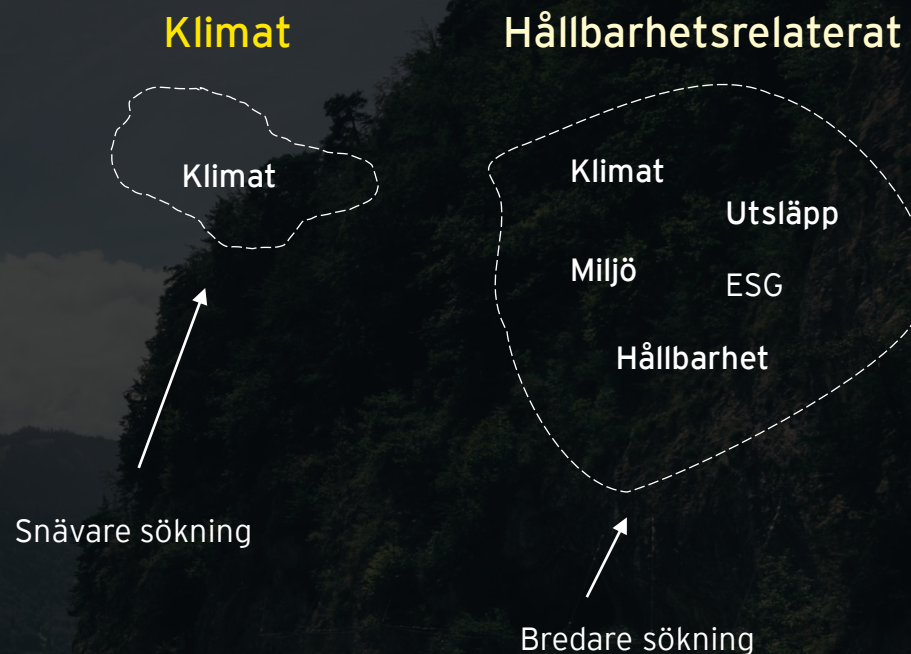 Klimat
Hållbarhetsrelaterat
Klimat
Klimat
Utsläpp
Miljö
ESG
Hållbarhet
Snävare sökning
Bredare sökning